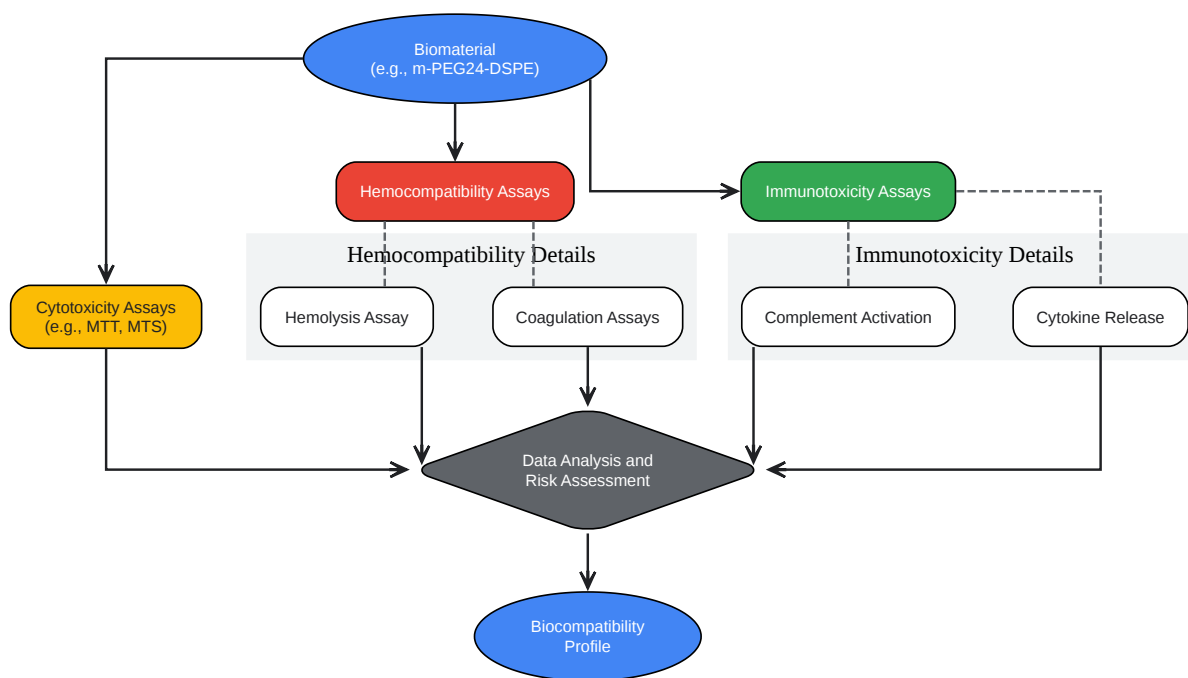 Biomaterial
(e.g., m-PEG24-DSPE)
Hemocompatibility Assays
Immunotoxicity Assays
Hemocompatibility Details
Immunotoxicity Details
Cytotoxicity Assays
(e.g., MTT, MTS)
Hemolysis Assay
Coagulation Assays
Complement Activation
Cytokine Release
Data Analysis and
Risk Assessment
Biocompatibility
Profile